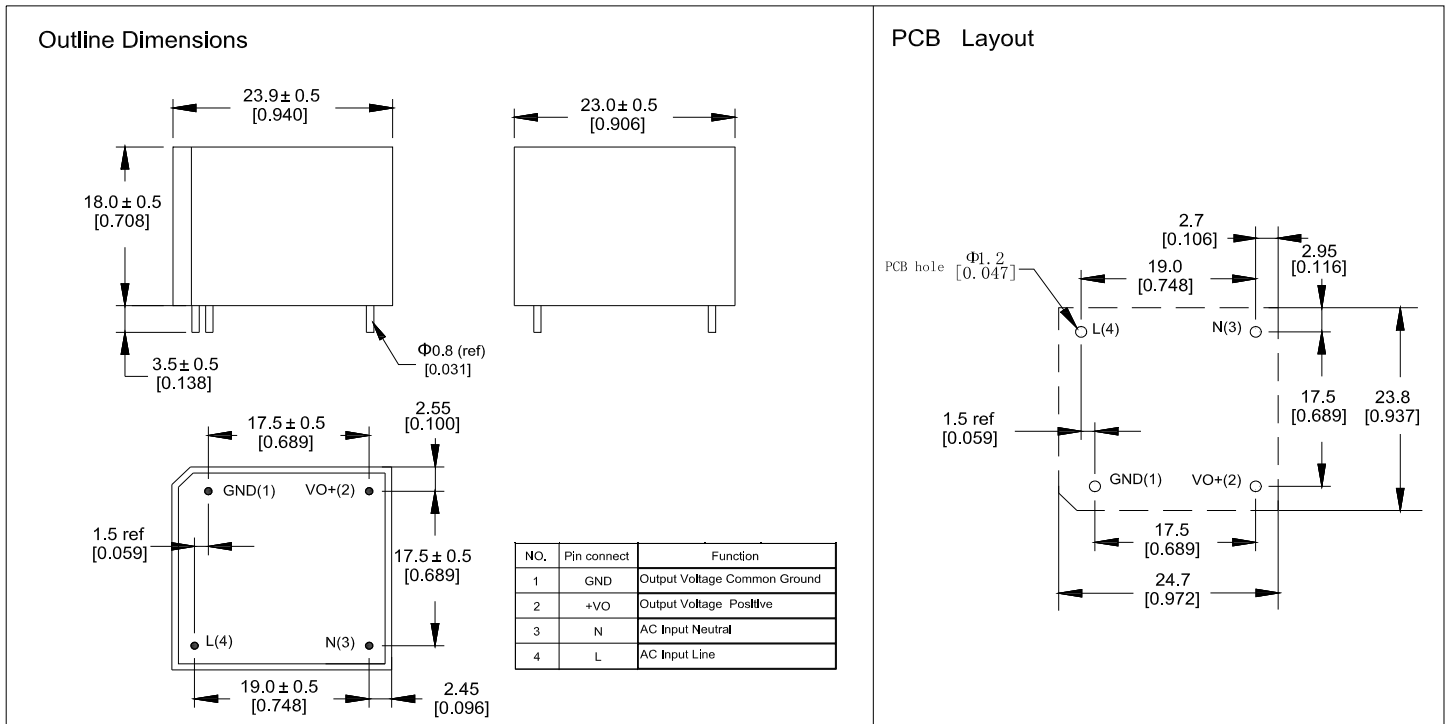 Outline Dimensions
PCB Layout
23.9± 0.5
[0.940]
23.0± 0.5
[0.906]
18.0± 0.5
[0.708]
3.5± 0.5
[0.138]
Φ0.8 (ref)
[0.031]
17.5± 0.5
[0.689]
2.55
[0.100]
GND(1)
VO+(2)
1.5 ref
[0.059]
17.5± 0.5
[0.689]
L(4)
N(3)
19.0± 0.5
[0.748]
2.45
[0.096]
NO. Pin connect Function
1 GND Output Voltage Common Ground
2 +VO Output Voltage Positive
3 N AC Input Neutral
4 L AC Input Line
2.7
[0.106]
2.95
[0.116]
PCB hole Φ1.2
[0.047]
19.0
[0.748]
L(4)
N(3)
17.5
[0.689]
23.8
[0.937]
1.5 ref
[0.059]
GND(1)
VO+(2)
17.5
[0.689]
24.7
[0.972]